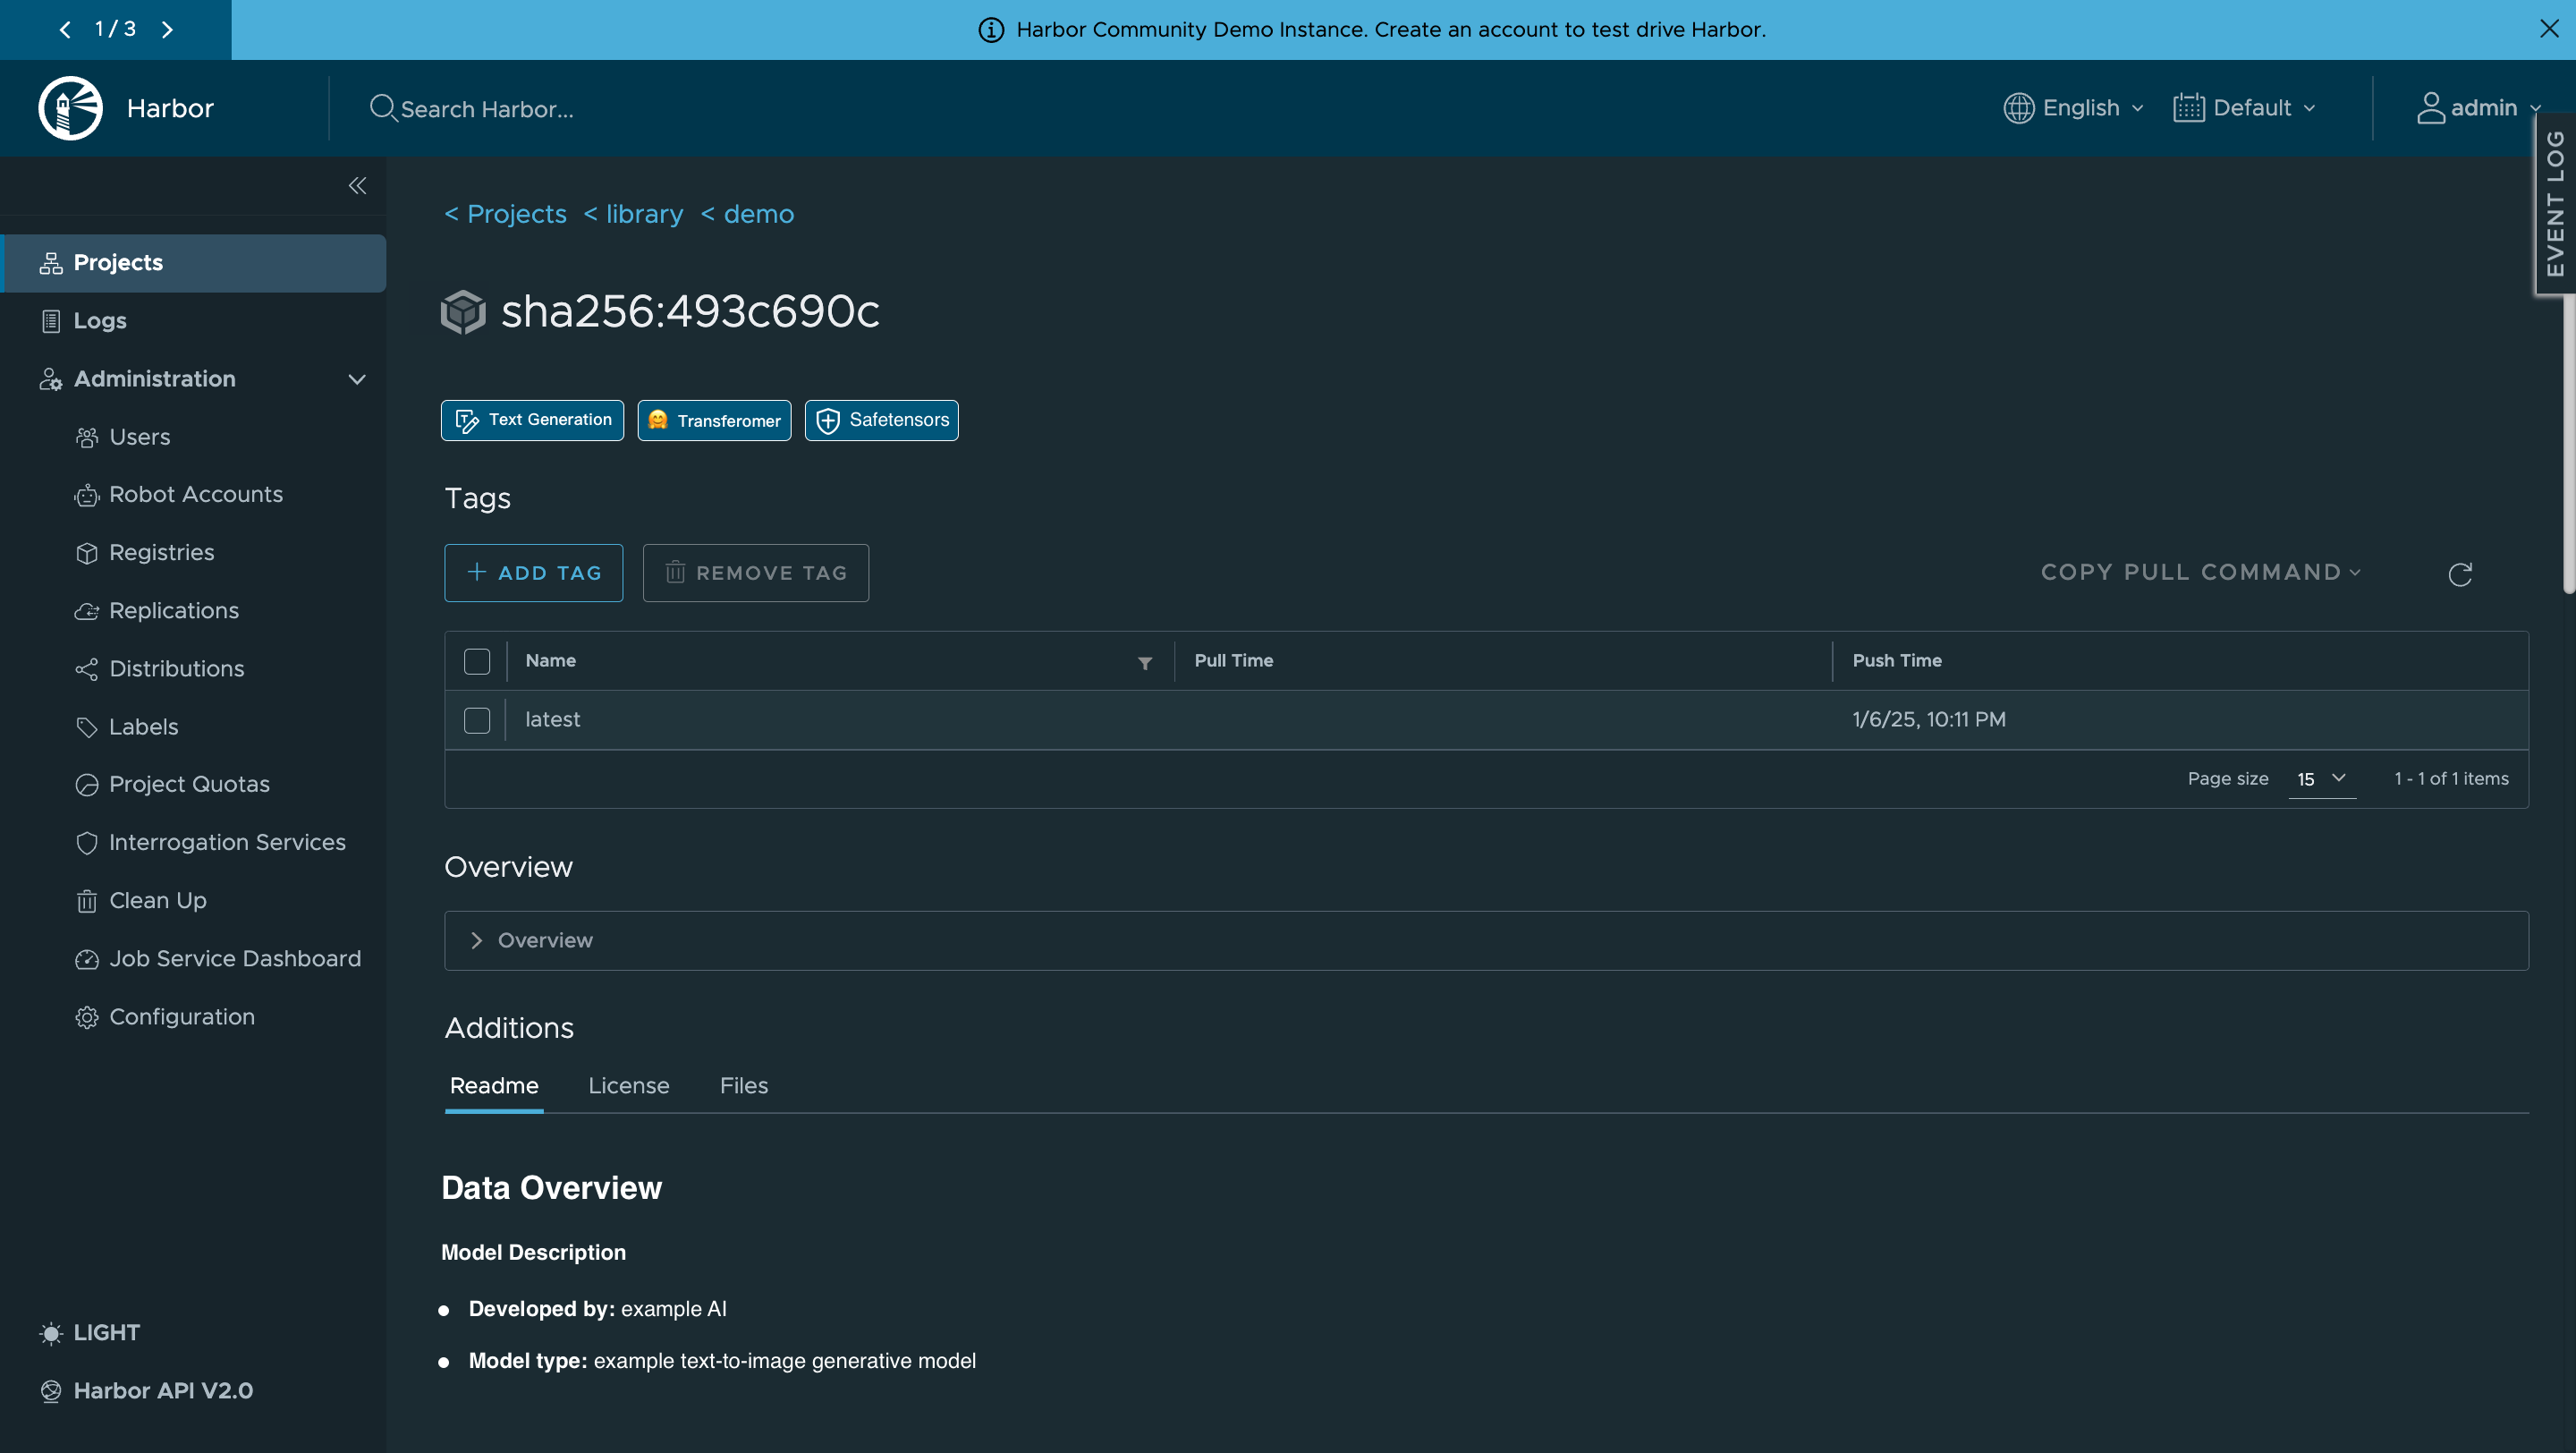 1 / 3
Harbor Community Demo Instance. Create an account to test drive Harbor.
Harbor
Search Harbor...
English
Default
admin
EVENT LOG
Projects
Logs
Administration
Users
Robot Accounts
Registries
Replications
Distributions
Labels
Project Quotas
Interrogation Services
Clean Up
Job Service Dashboard
Configuration
LIGHT
Harbor API V2.0
< Projects < library < demo
sha256:493c690c
Text Generation
Transferomer
Safetensors
Tags
ADD TAG
REMOVE TAG
COPY PULL COMMAND
Name Pull Time Push Time
latest 1/6/25, 10:11 PM
Page size 15 1 - 1 of 1 items
Overview
Overview
Additions
Readme License Files
Data Overview
Model Description
● Developed by: example AI
● Model type: example text-to-image generative model